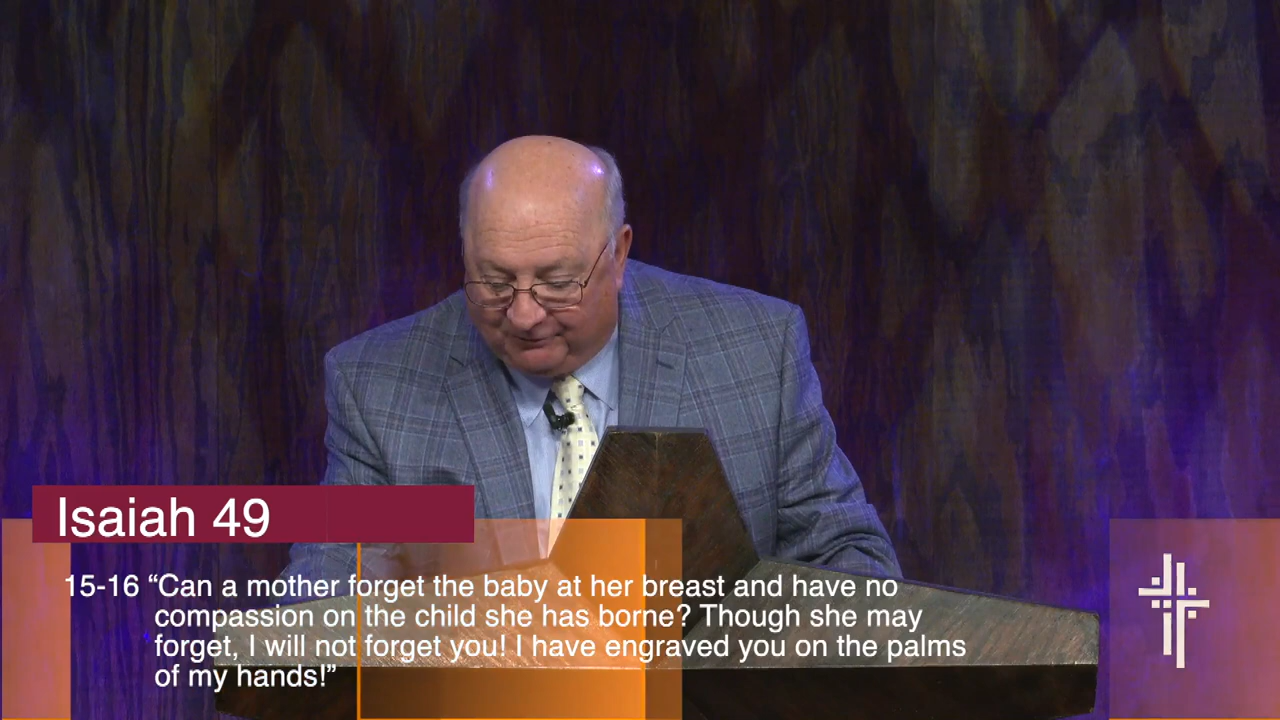 Isaiah 49
15-16 “Can a mother forget the baby at her breast and have no
compassion on the child she has borne? Though she may
forget, I will not forget you! I have engraved you on the palms
of my hands!”